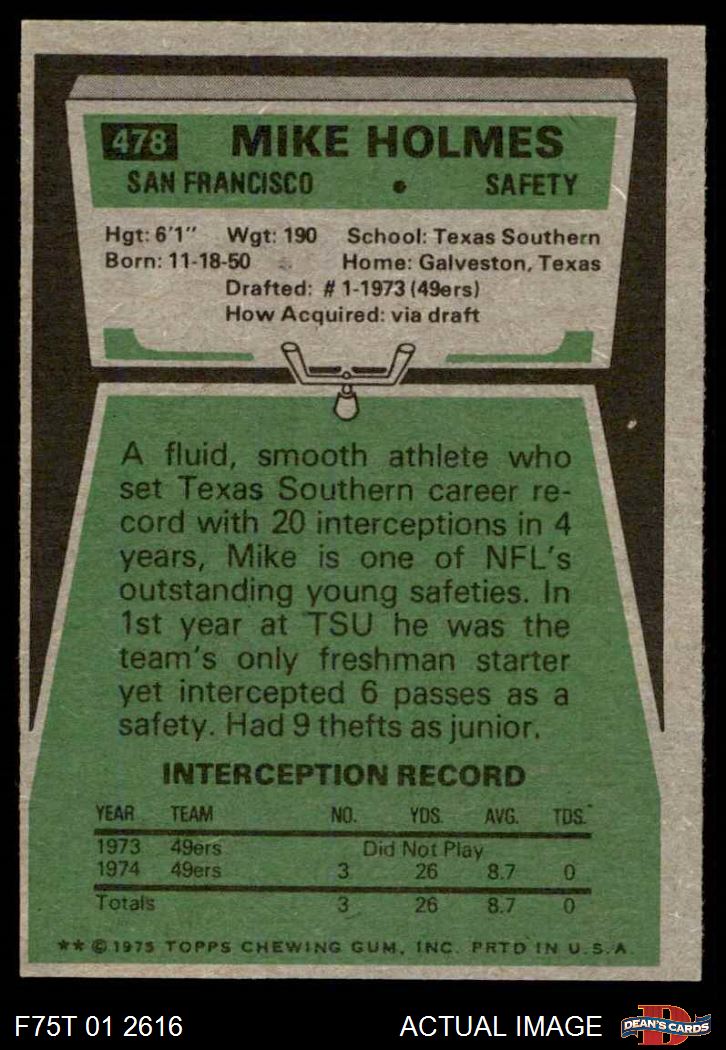 478 MIKE HOLMES
SAN FRANCISCO • SAFETY
Hgt: 6'1" Wgt: 190 School: Texas Southern
Born: 11-18-50 Home: Galveston, Texas
Drafted: # 1-1973 (49ers)
How Acquired: via draft
A fluid, smooth athlete who
set Texas Southern career re-
cord with 20 interceptions in 4
years, Mike is one of NFL's
outstanding young safeties. In
1st year at TSU he was the
team's only freshman starter
yet intercepted 6 passes as a
safety. Had 9 thefts as junior.
INTERCEPTION RECORD
YEAR TEAM NO. YDS. AVG. TDS.
1973 49ers Did Not Play
1974 49ers 3 26 8.7 0
Totals 3 26 8.7 0
** © 1975 TOPPS CHEWING GUM, INC. PRTD IN U.S.A.
F75T 01 2616 ACTUAL IMAGE D DEAN'S CARDS